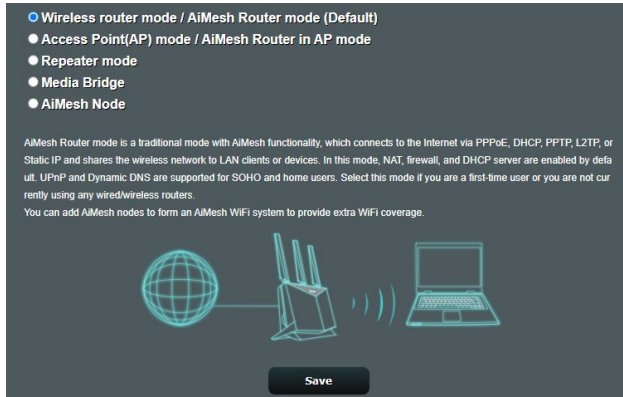 Wireless router mode / AiMesh Router mode (Default)
Access Point(AP) mode / AiMesh Router in AP mode
Repeater mode
Media Bridge
AiMesh Node
AiMesh Router mode is a traditional mode with AiMesh functionality, which connects to the Internet via PPPoE, DHCP, PPTP, L2TP, or
Static IP and shares the wireless network to LAN clients or devices. In this mode, NAT, firewall, and DHCP server are enabled by defa
ult. UPnP and Dynamic DNS are supported for SOHO and home users. Select this mode if you are a first-time user or you are not cur
rently using any wired/wireless routers.
You can add AiMesh nodes to form an AiMesh WiFi system to provide extra WiFi coverage.
Save